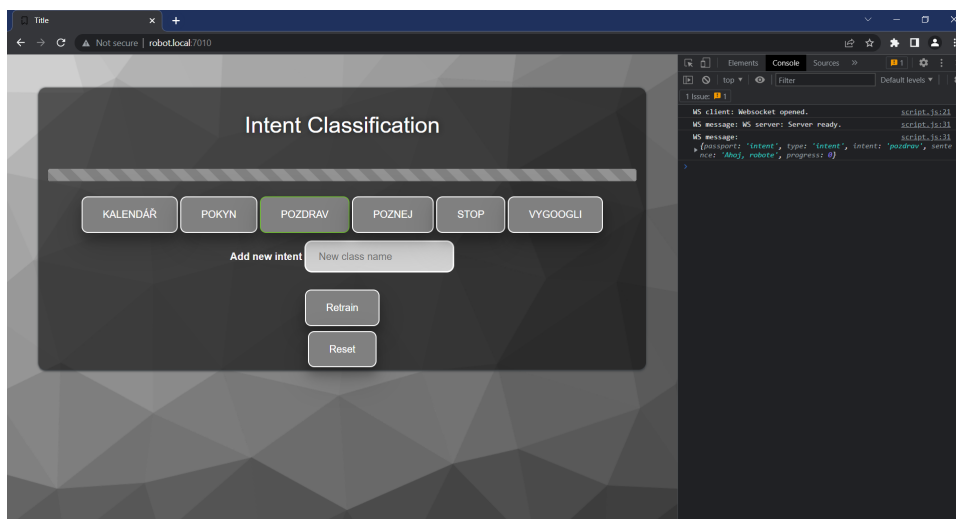 Title
Not secure | robot.local:7010
Elements Console Sources » 1
top ▼ Filter Default levels ▼
1 Issue: 1
WS client: Websocket opened. script.js:21
WS message: WS server: Server ready. script.js:31
WS message: script.js:31
{passport: 'intent', type: 'intent', intent: 'pozdrav', sente
nce: 'Ahoj, robote', progress: 0}
Intent Classification
KALENDÁŘ POKYN POZDRAV POZNEJ STOP VYGOOGLI
Add new intent New class name
Retrain
Reset